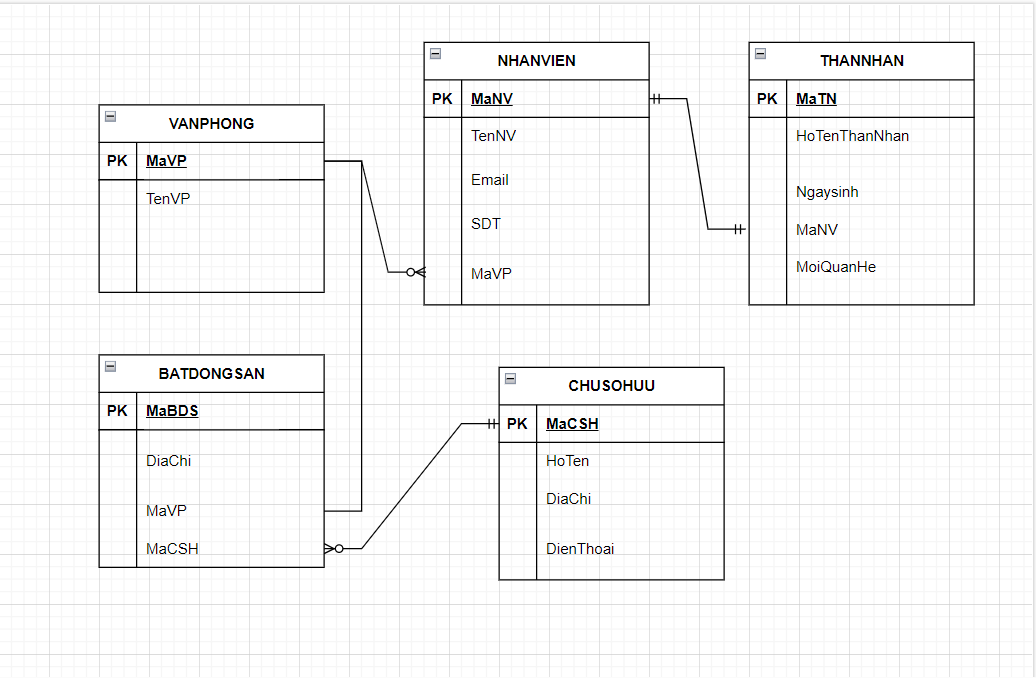 VANPHONG
PK MaVP
TenVP
NHANVIEN
PK MaNV
TenNV
Email
SDT
MaVP
THANNHAN
PK MaTN
HoTenThanNhan
Ngaysinh
MaNV
MoiQuanHe
BATDONGSAN
PK MaBDS
DiaChi
MaVP
MaCSH
CHUSOHUU
PK MaCSH
HoTen
DiaChi
DienThoai